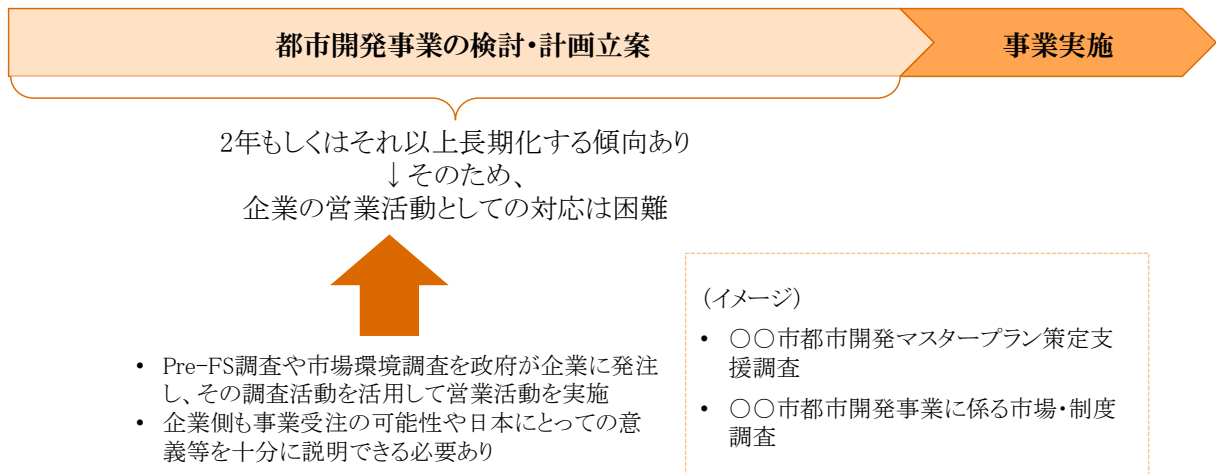 都市開発事業の検討・計画立案
事業実施
2年もしくはそれ以上長期化する傾向あり
↓そのため、
企業の営業活動としての対応は困難
• Pre-FS調査や市場環境調査を政府が企業に発注
し、その調査活動を活用して営業活動を実施
• 企業側も事業受注の可能性や日本にとっての意
義等を十分に説明できる必要あり
(イメージ)
• ○○市都市開発マスタープラン策定支
援調査
• ○○市都市開発事業に係る市場・制度
調査